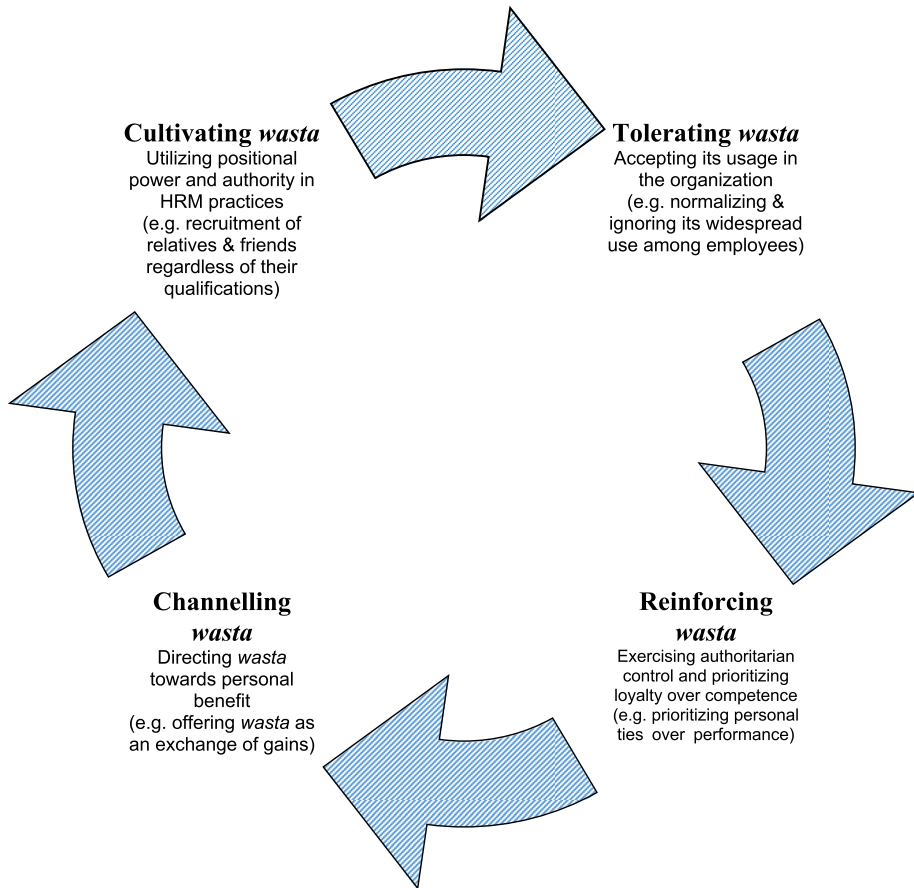 Cultivating wasta
Utilizing positional
power and authority in
HRM practices
(e.g. recruitment of
relatives & friends
regardless of their
qualifications)
Tolerating wasta
Accepting its usage in
the organization
(e.g. normalizing &
ignoring its widespread
use among employees)
Reinforcing
wasta
Exercising authoritarian
control and prioritizing
loyalty over competence
(e.g. prioritizing personal
ties over performance)
Channelling
wasta
Directing wasta
towards personal
benefit
(e.g. offering wasta as
an exchange of gains)